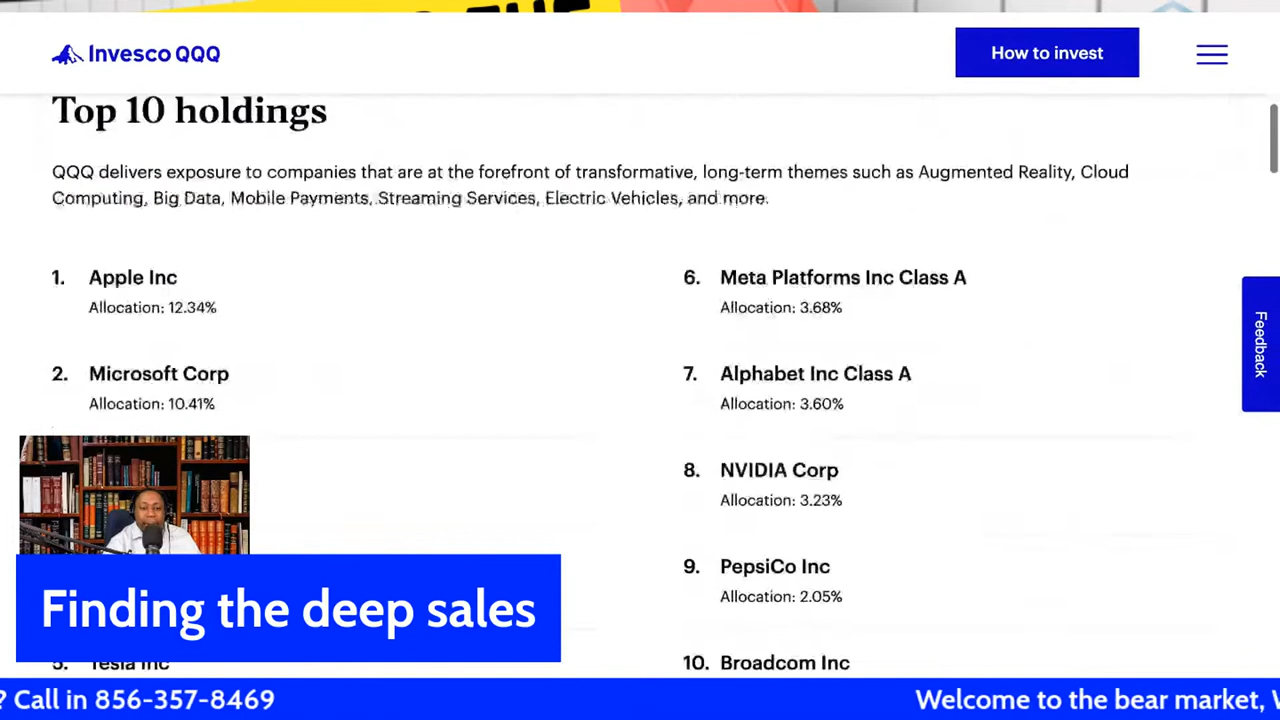 Invesco QQQ
How to invest
Top 10 holdings
QQQ delivers exposure to companies that are at the forefront of transformative, long-term themes such as Augmented Reality, Cloud
Computing, Big Data, Mobile Payments, Streaming Services, Electric Vehicles, and more.
1. Apple Inc
Allocation: 12.34%
2. Microsoft Corp
Allocation: 10.41%
5. Tesla Inc
6. Meta Platforms Inc Class A
Allocation: 3.68%
7. Alphabet Inc Class A
Allocation: 3.60%
8. NVIDIA Corp
Allocation: 3.23%
9. PepsiCo Inc
Allocation: 2.05%
10. Broadcom Inc
Feedback
Finding the deep sales
? Call in 856-357-8469
Welcome to the bear market, W